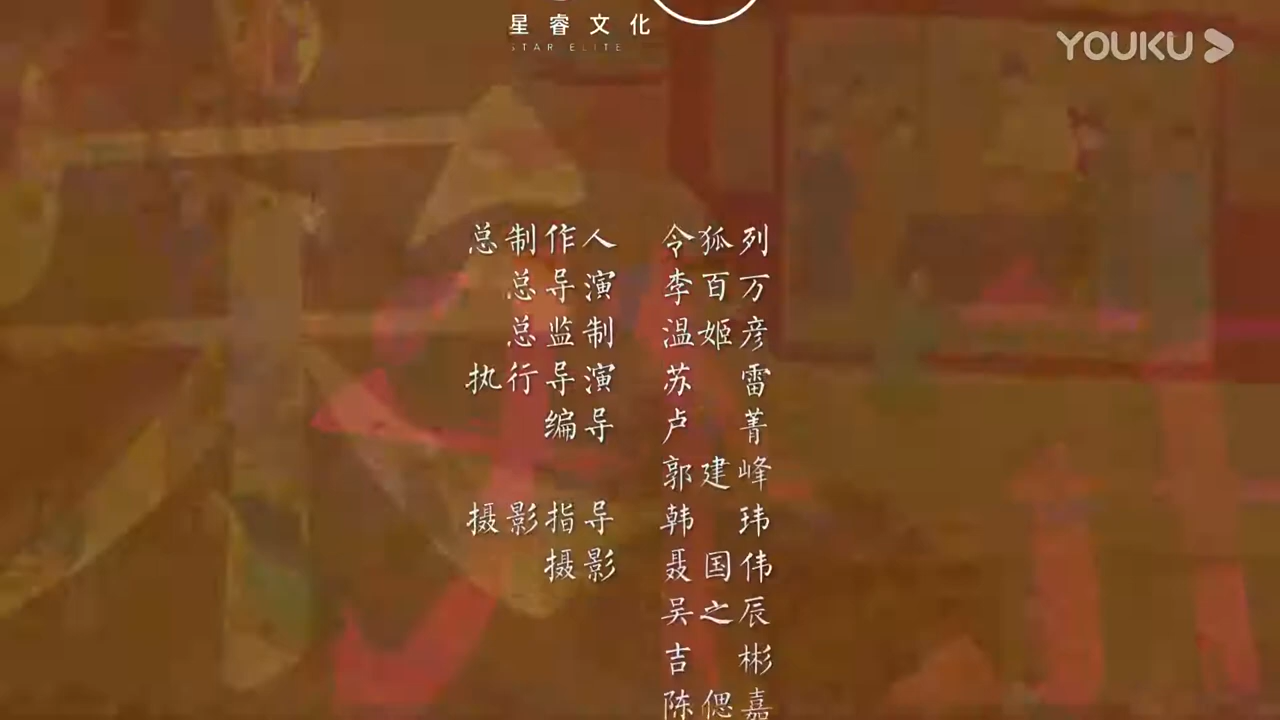 星睿文化
STAR ELITE
YOUKU
总制作人 令狐列
总导演 李百万
总监制 温姬彦
执行导演 苏雷
编导 卢菁
郭建峰
摄影指导 韩玮
摄影 聂国伟
吴之辰
吉彬
陈偲嘉